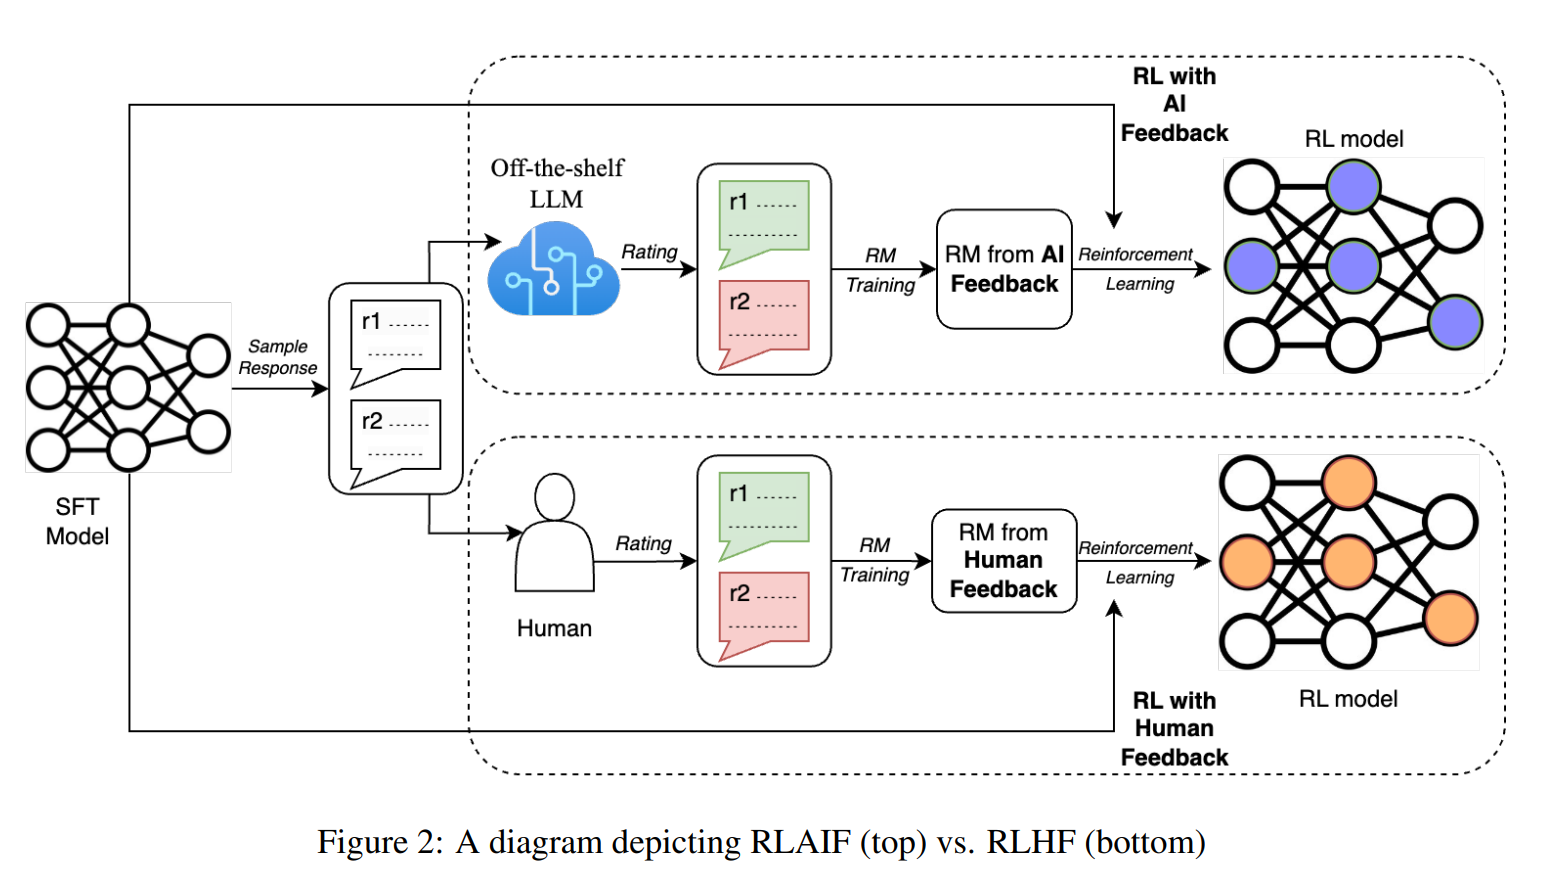 RL with
AI
Feedback
RL model
Off-the-shelf
LLM
r1 ......
..........
r2 ......
..........
Rating
RM
Training
RM from AI
Feedback
Reinforcement
Learning
Sample
Response
r1 ......
........
r2 ......
........
SFT
Model
Human
Rating
r1 ......
..........
r2 ......
..........
RM
Training
RM from
Human
Feedback
Reinforcement
Learning
RL model
RL with
Human
Feedback
Figure 2: A diagram depicting RLAIF (top) vs. RLHF (bottom)